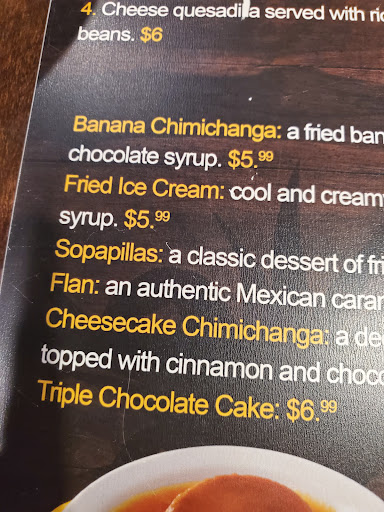 4. Cheese quesadilla served with
beans. $6
Banana Chimichanga: a fried
chocolate syrup. $5.99
Fried Ice Cream: cool and
syrup. $5.99
Sopapillas: a classic dessert of
Flan: an authentic Mexican
Cheesecake Chimichanga: a
topped with cinnamon and
Triple Chocolate Cake: $6.99